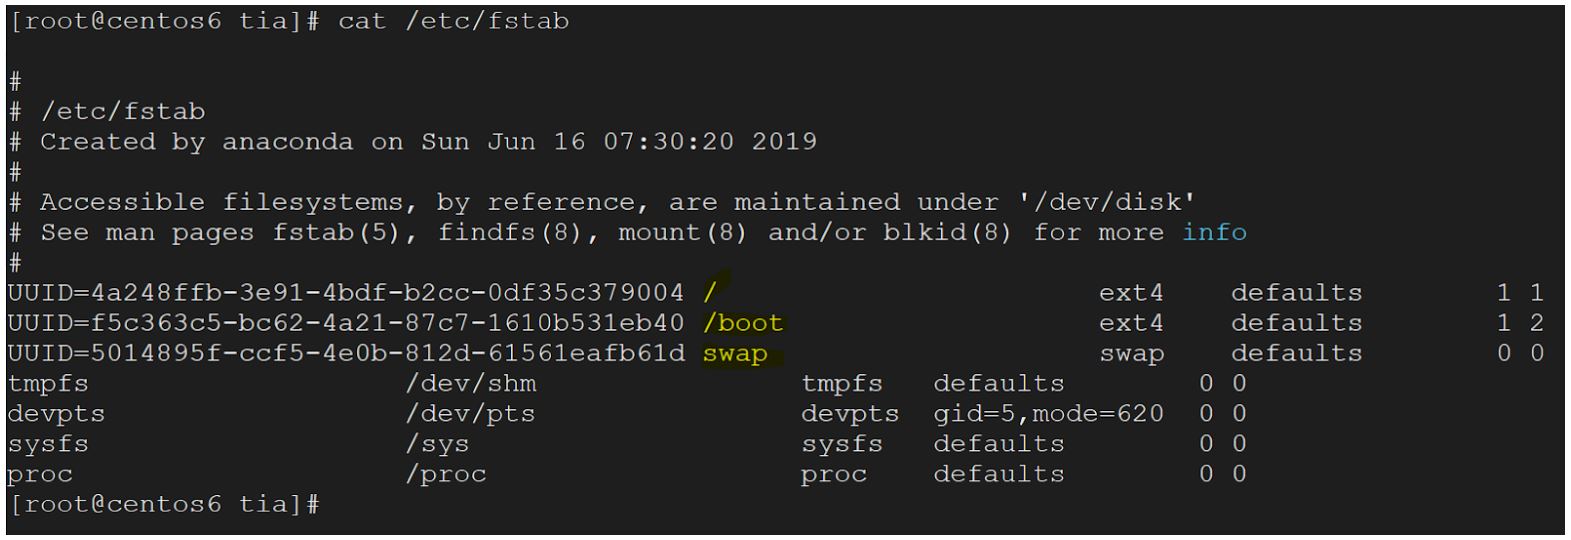 [root@centos6 tia]# cat /etc/fstab
#
# /etc/fstab
# Created by anaconda on Sun Jun 16 07:30:20 2019
#
# Accessible filesystems, by reference, are maintained under '/dev/disk'
# See man pages fstab(5), findfs(8), mount(8) and/or blkid(8) for more info
#
UUID=4a248ffb-3e91-4bdf-b2cc-0df35c379004 / ext4 defaults 1 1
UUID=f5c363c5-bc62-4a21-87c7-1610b531eb40 /boot ext4 defaults 1 2
UUID=5014895f-ccf5-4e0b-812d-61561eafb61d swap swap defaults 0 0
tmpfs /dev/shm tmpfs defaults 0 0
devpts /dev/pts devpts gid=5,mode=620 0 0
sysfs /sys sysfs defaults 0 0
proc /proc proc defaults 0 0
[root@centos6 tia]#